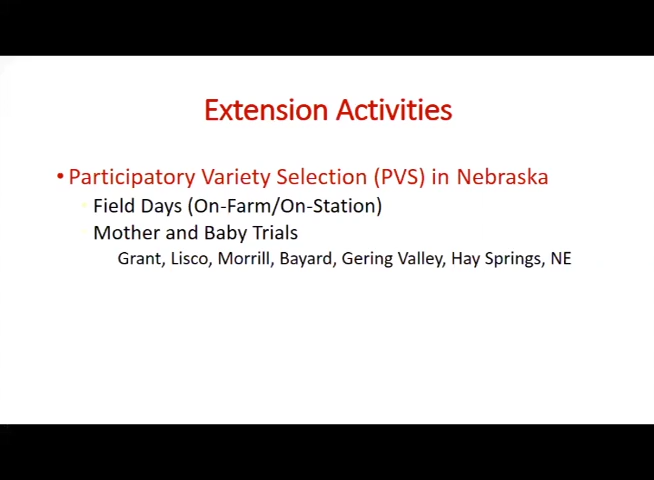 Extension Activities
• Participatory Variety Selection (PVS) in Nebraska
Field Days (On-Farm/On-Station)
Mother and Baby Trials
Grant, Lisco, Morrill, Bayard, Gering Valley, Hay Springs, NE